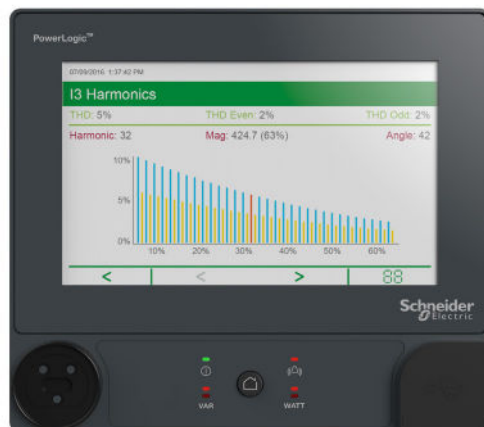 PowerLogic™
07/09/2016 1:37:42 PM
I3 Harmonics
THD: 5% THD Even: 2% THD Odd: 2%
Harmonic: 32 Mag: 424.7 (63%) Angle: 42
10%
5%
0%
10% 20% 30% 40% 50% 60%
< < > 88
Schneider
Electric
VAR WATT